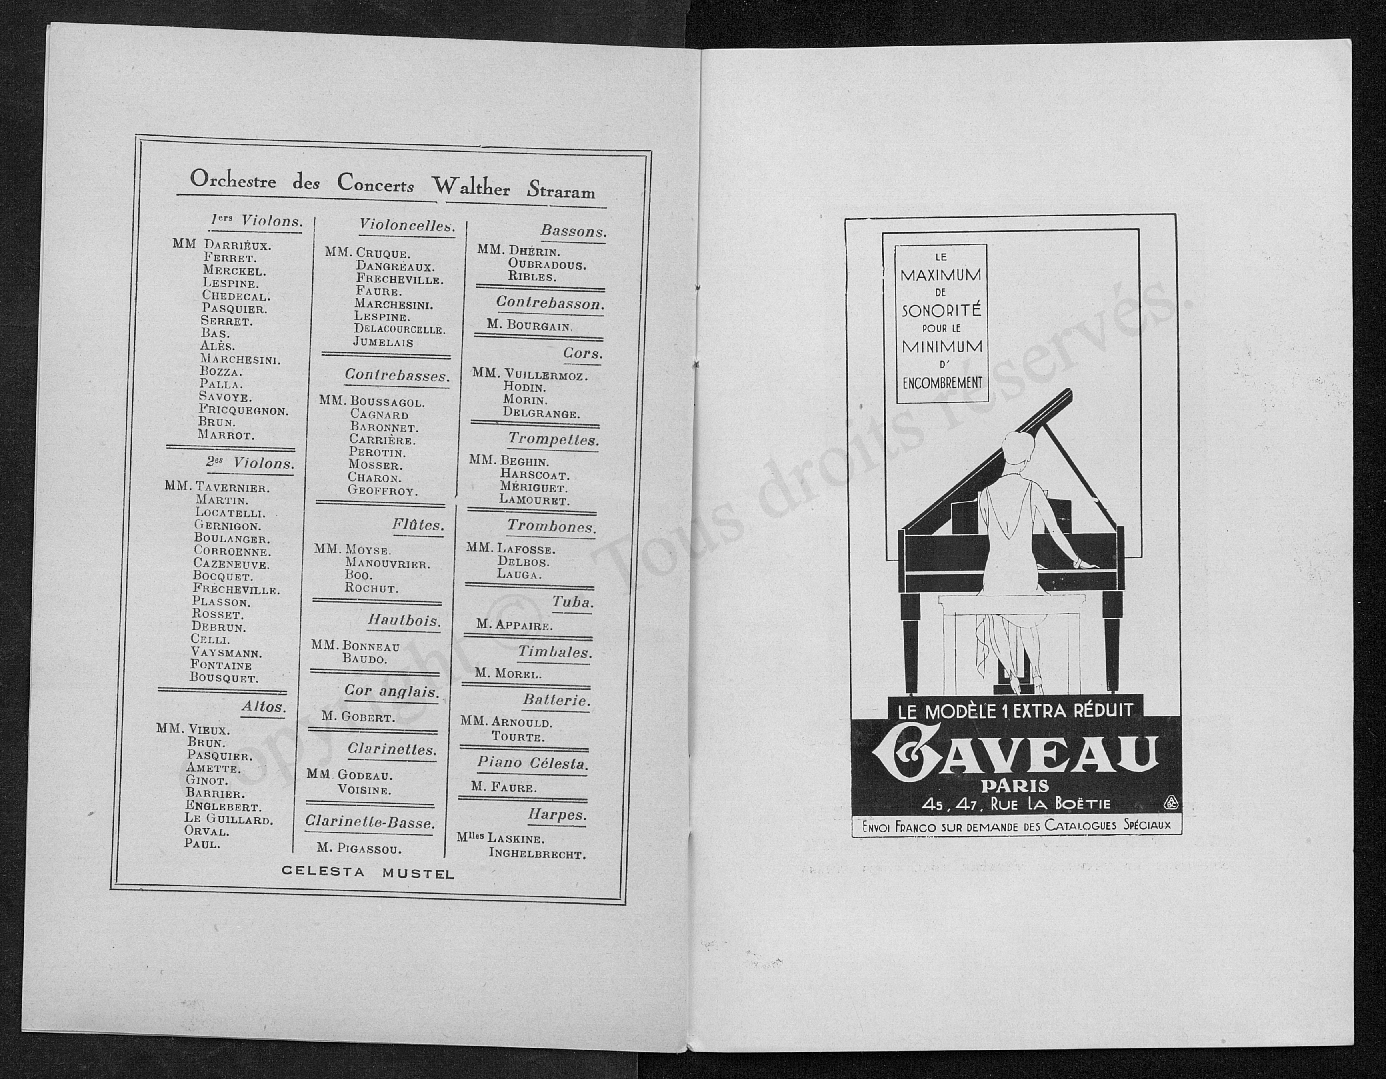 Orchestre des Concerts Walther Straram
1ers Violons.
MM DARRIÉUX.
FERRET.
MERCKEL.
LESPINE.
CHEDECAL.
PASQUIER.
SERRET.
BAS.
ALÈS.
MARCHESINI.
BOZZA.
PALLA.
SAVOYE.
FRICQUEGNON.
BRUN.
MARROT.
2es Violons.
MM. TAVERNIER.
MARTIN.
LOCATELLI.
GERNIGON.
BOULANGER.
CORROENNE.
CAZENEUVE.
BOCQUET.
FRECHEVILLE.
PLASSON.
ROSSET.
DEBRUN.
CELLI.
VAYSMANN.
FONTAINE
BOUSQUET.
Altos.
MM. VIEUX.
BRUN.
PASQUIER.
AMETTE.
GINOT.
BARRIER.
ENGLEBERT.
LE GUILLARD.
ORVAL.
PAUL.
Violoncelles.
MM. CRUQUE.
DANGREAUX.
FRECHEVILLE.
FAURE.
MARCHESINI.
LESPINE.
DELACOURCELLE.
JUMELAIS
Contrebasses.
MM. BOUSSAGOL.
CAGNARD
BARONNET.
CARRIÈRE.
PEROTIN.
MOSSER.
CHARON.
GEOFFROY.
Flûtes.
MM. MOYSE.
MANOUVRIER.
BOO.
ROCHUT.
Hautbois.
MM. BONNEAU
BAUDO.
Cor anglais.
M. GOBERT.
Clarinettes.
MM. GODEAU.
VOISINE.
Clarinette-Basse.
M. PIGASSOU.
Bassons.
MM. DHÉRIN.
OUBRADOUS.
RIBLES.
Contrebasson.
M. BOURGAIN.
Cors.
MM. VUILLERMOZ.
HODIN.
MORIN.
DELGRANGE.
Trompettes.
MM. BEGHIN.
HARSCOAT.
MÉRIGUET.
LAMOURET.
Trombones.
MM. LAFOSSE.
DELBOS.
LAUGA.
Tuba.
M. APPAIRE.
Timbales.
M. MOREL.
Batterie.
MM. ARNOULD.
TOURTE.
Piano Célesta.
M. FAURE.
Harpes.
Mlles LASKINE.
INGHELBRECHT.
CELESTA MUSTEL
LE
MAXIMUM
DE
SONORITÉ
POUR LE
MINIMUM
D'
ENCOMBREMENT
LE MODÈLE 1 EXTRA RÉDUIT
GAVEAU
PARIS
45, 47, RUE LA BOËTIE
ENVOI FRANCO SUR DEMANDE DES CATALOGUES SPÉCIAUX
Copyright © - Tous droits réservés.